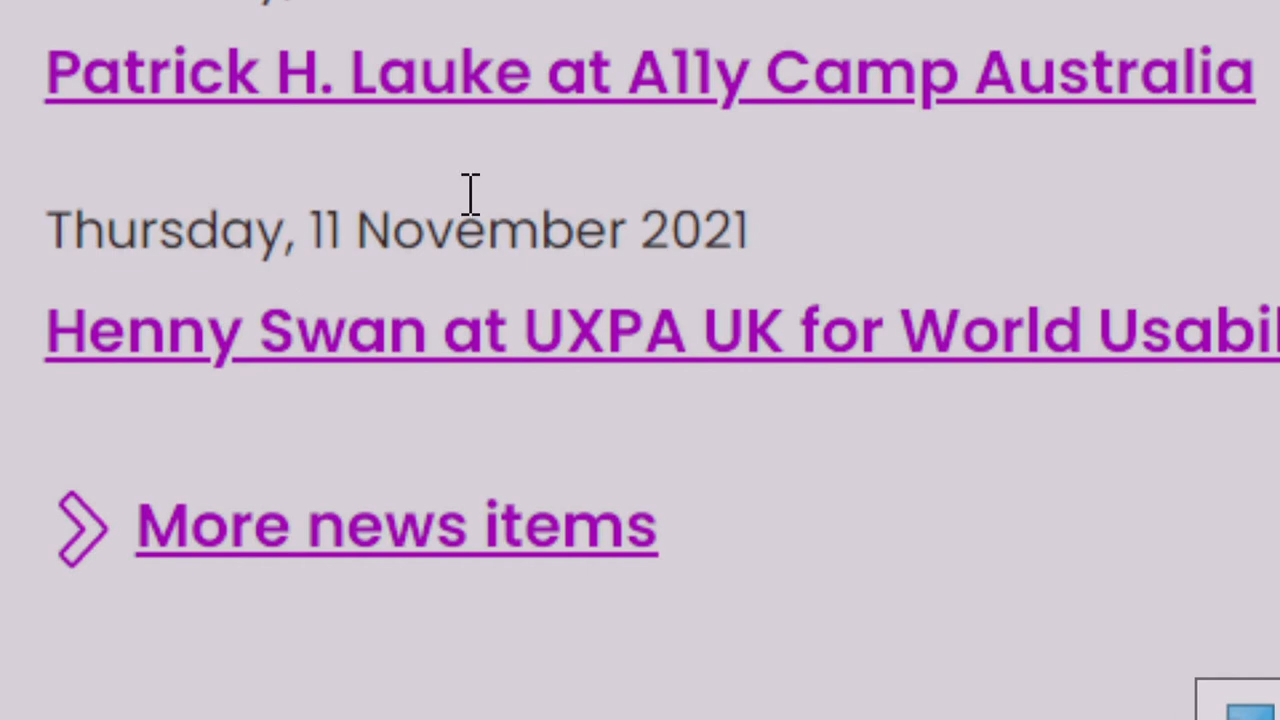 Patrick H. Lauke at A11y Camp Australia
Thursday, 11 November 2021
Henny Swan at UXPA UK for World
More news items